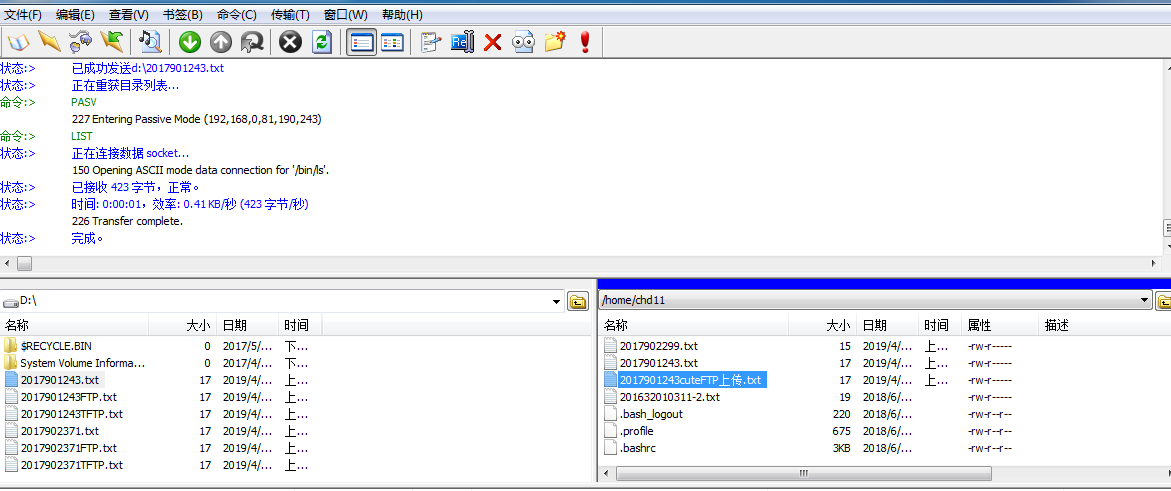 文件(F) 编辑(E) 查看(V) 书签(B) 命令(C) 传输(T) 窗口(W) 帮助(H)
状态:> 已成功发送d:\2017901243.txt
状态:> 正在重获目录列表...
命令:> PASV
227 Entering Passive Mode (192,168,0,81,190,243)
命令:> LIST
状态:> 正在连接数据 socket...
150 Opening ASCII mode data connection for '/bin/ls'.
状态:> 已接收 423 字节，正常。
状态:> 时间: 0:00:01，效率: 0.41 KB/秒 (423 字节/秒)
226 Transfer complete.
状态:> 完成。
D:\
名称 大小 日期 时间
$RECYCLE.BIN 0 2017/5/... 下...
System Volume Informa... 0 2017/4/... 下...
2017901243.txt 17 2019/4/... 上...
2017901243FTP.txt 17 2019/4/... 上...
2017901243TFTP.txt 17 2019/4/... 上...
2017902371.txt 17 2019/4/... 上...
2017902371FTP.txt 17 2019/4/... 上...
2017902371TFTP.txt 17 2019/4/... 上...
/home/chd11
名称 大小 日期 时间 属性 描述
2017902299.txt 15 2019/4/... 上... -rw-r-----
2017901243.txt 17 2019/4/... 上... -rw-r-----
2017901243cuteFTP上传.txt 17 2019/4/... 上... -rw-r-----
201632010311-2.txt 19 2018/6/... -rw-r-----
.bash_logout 220 2018/6/... -rw-r--r--
.profile 675 2018/6/... -rw-r--r--
.bashrc 3KB 2018/6/... -rw-r--r--